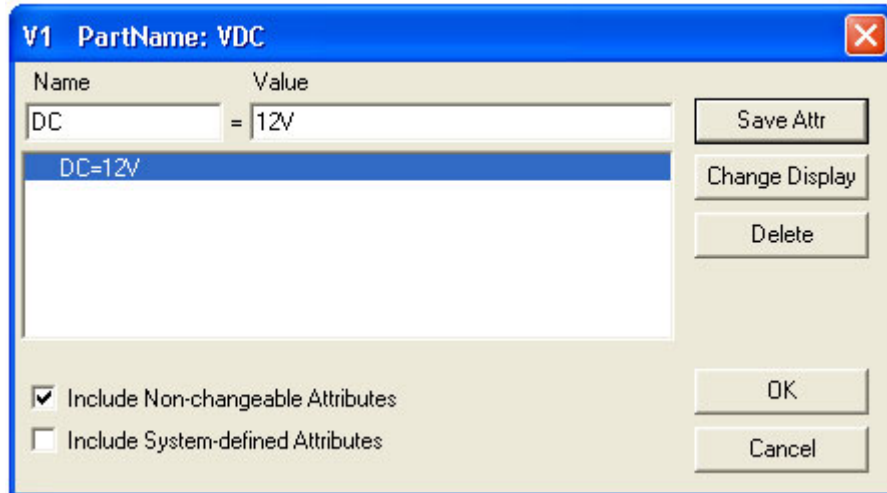 V1 PartName: VDC
Name Value
DC = 12V
Save Attr
DC=12V
Change Display
Delete
Include Non-changeable Attributes
OK
Include System-defined Attributes
Cancel